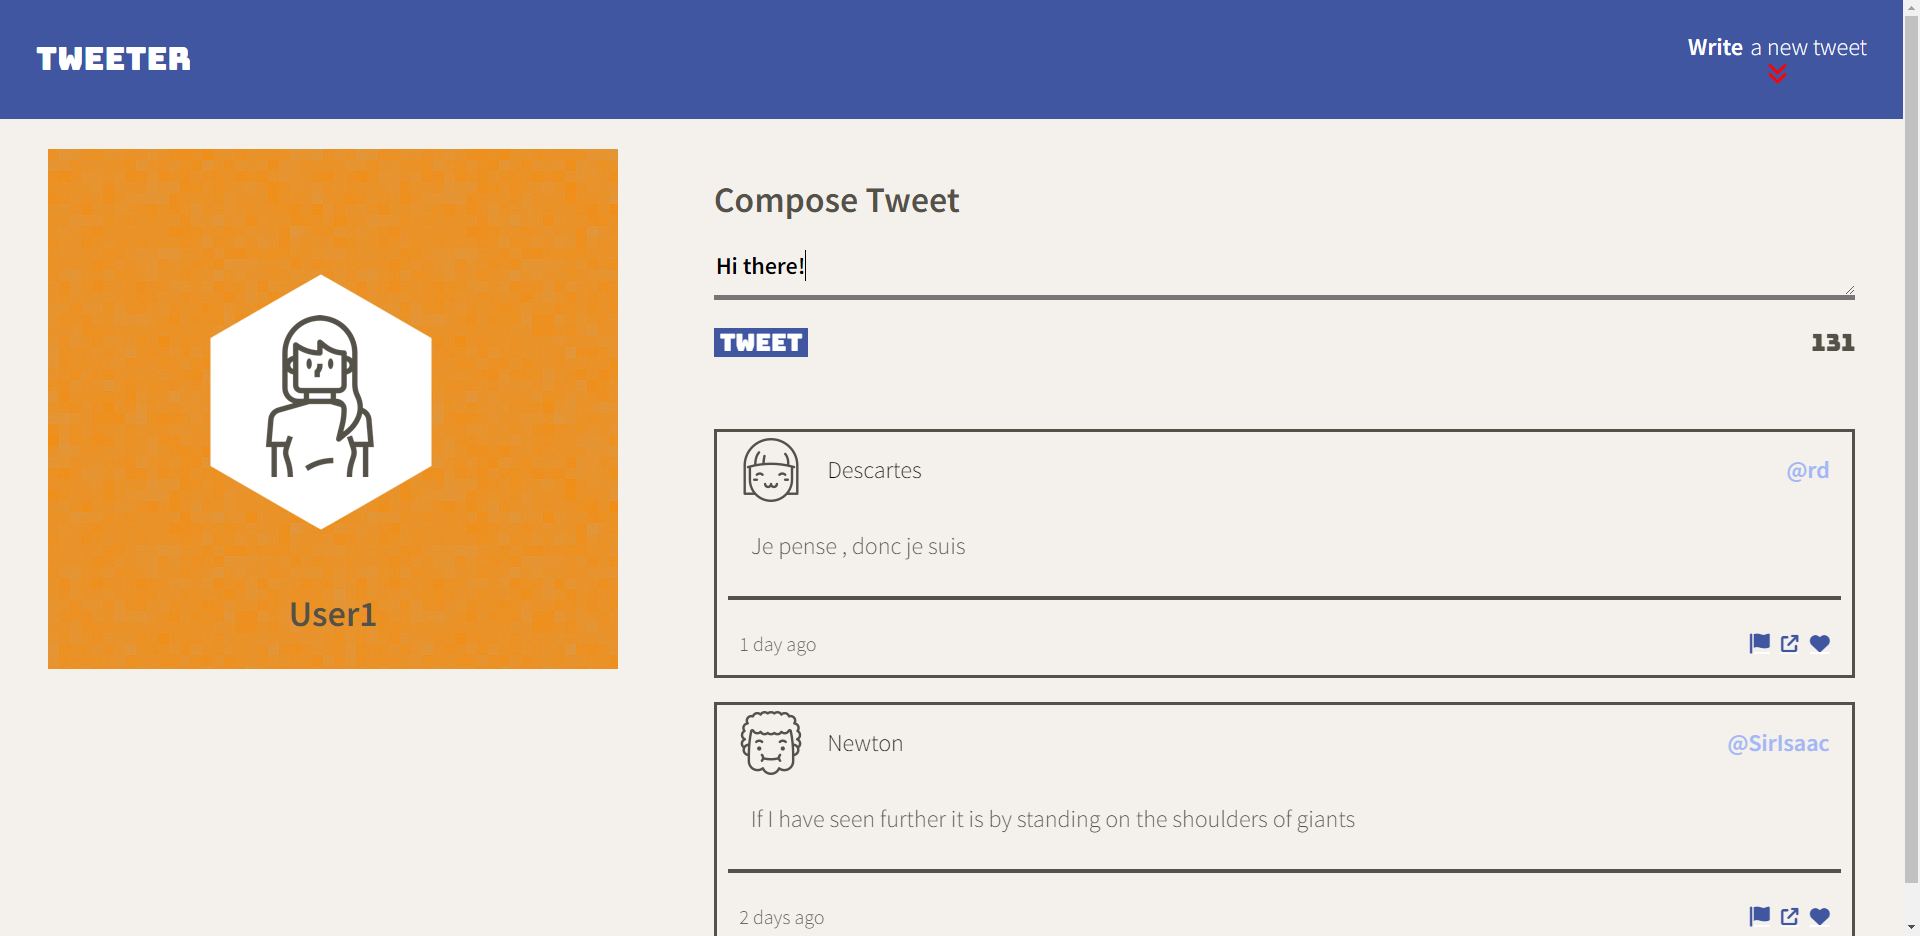 TWEETER
Write a new tweet
User1
Compose Tweet
Hi there!
TWEET
131
Descartes
@rd
Je pense , donc je suis
1 day ago
Newton
@SirIsaac
If I have seen further it is by standing on the shoulders of giants
2 days ago